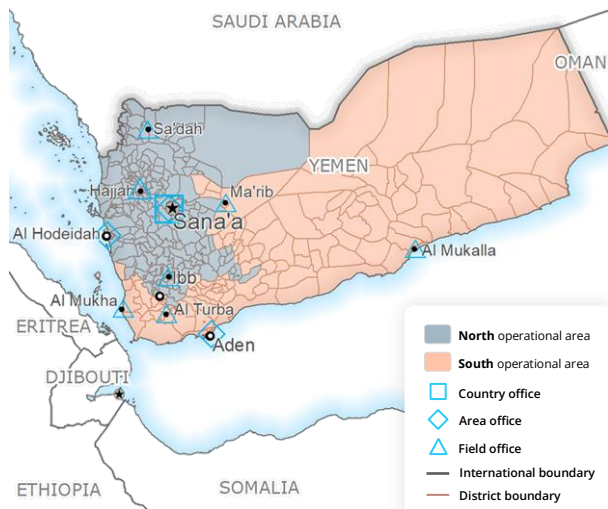 SAUDI ARABIA
OMAN
Sa'dah
YEMEN
Hajjah
Ma'rib
Sana'a
Al Hodeidah
Al Mukalla
Ibb
Al Mukha
Al Turba
ERITREA
Aden
DJIBOUTI
ETHIOPIA
SOMALIA
North operational area
South operational area
Country office
Area office
Field office
International boundary
District boundary